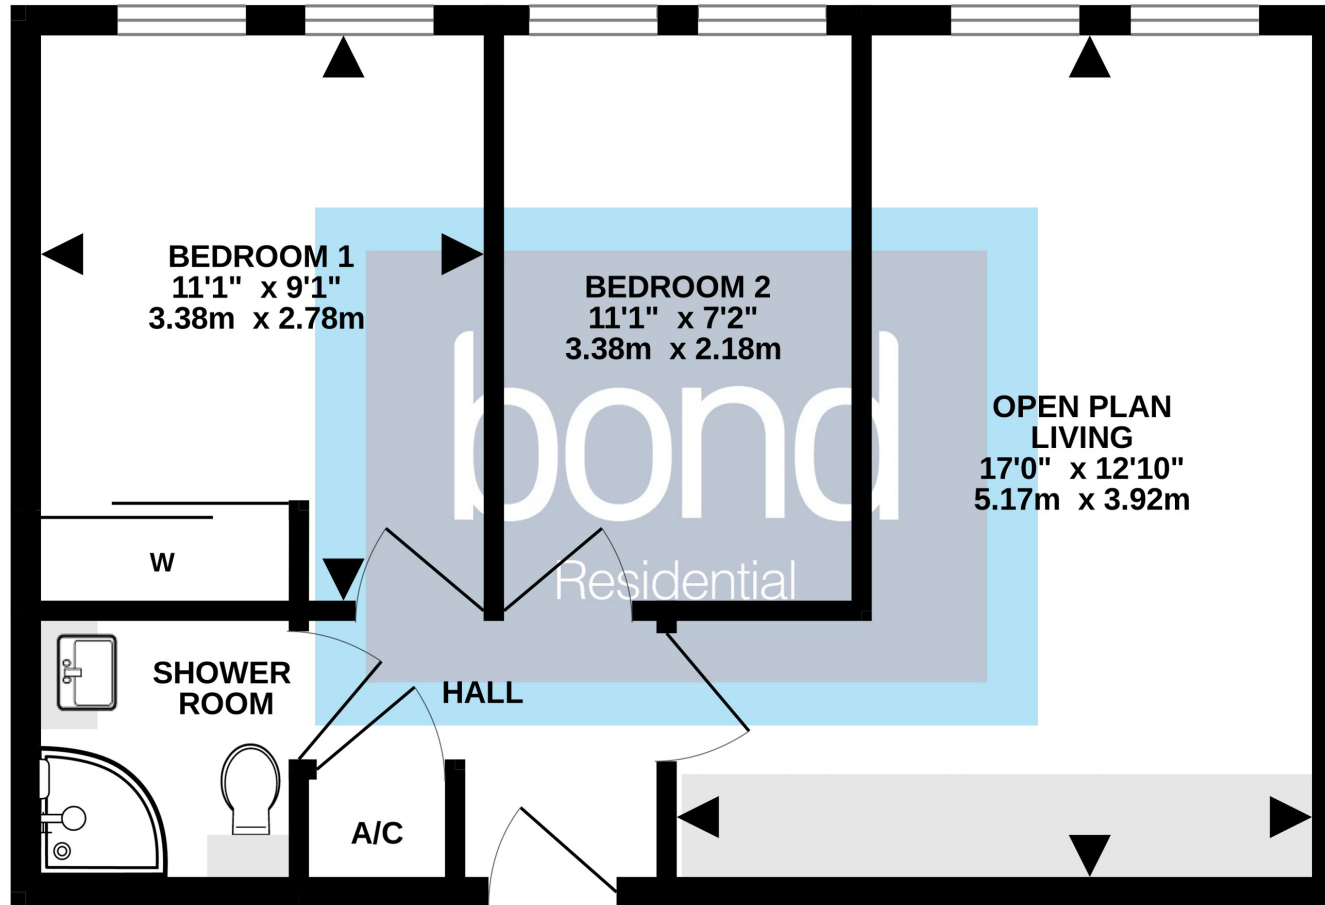 BEDROOM 1
11'1" x 9'1"
3.38m x 2.78m
BEDROOM 2
11'1" x 7'2"
3.38m x 2.18m
bond
Residential
OPEN PLAN
LIVING
17'0" x 12'10"
5.17m x 3.92m
W
SHOWER
ROOM
HALL
A/C